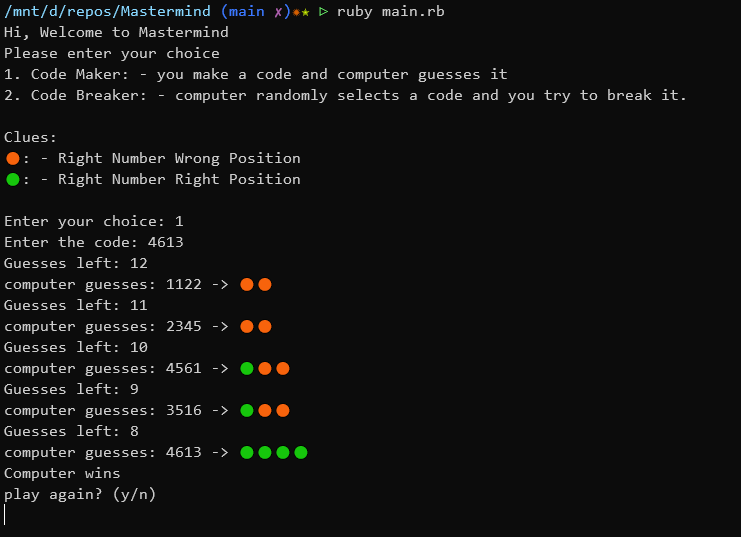 /mnt/d/repos/Mastermind (main ✗)✹★ ▷ ruby main.rb
Hi, Welcome to Mastermind
Please enter your choice
1. Code Maker: - you make a code and computer guesses it
2. Code Breaker: - computer randomly selects a code and you try to break it.
Clues:
●: - Right Number Wrong Position
●: - Right Number Right Position
Enter your choice: 1
Enter the code: 4613
Guesses left: 12
computer guesses: 1122 -> ●●
Guesses left: 11
computer guesses: 2345 -> ●●
Guesses left: 10
computer guesses: 4561 -> ●●●
Guesses left: 9
computer guesses: 3516 -> ●●●
Guesses left: 8
computer guesses: 4613 -> ●●●●
Computer wins
play again? (y/n)